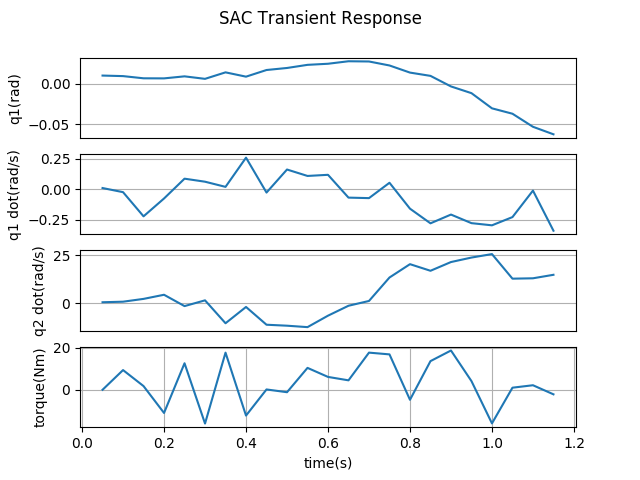 SAC Transient Response
q1(rad)
0.00
−0.05
q1 dot(rad/s)
0.25
0.00
−0.25
q2 dot(rad/s)
25
0
torque(Nm)
20
0
0.0 0.2 0.4 0.6 0.8 1.0 1.2
time(s)